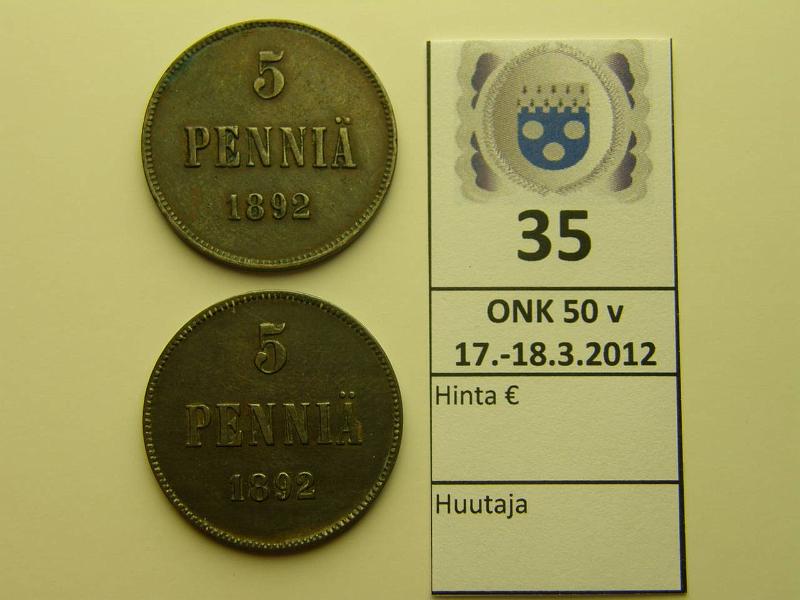 5
PENNIÄ
1892
5
PENNIÄ
1892
35
ONK 50 v
17.-18.3.2012
Hinta €
Huutaja